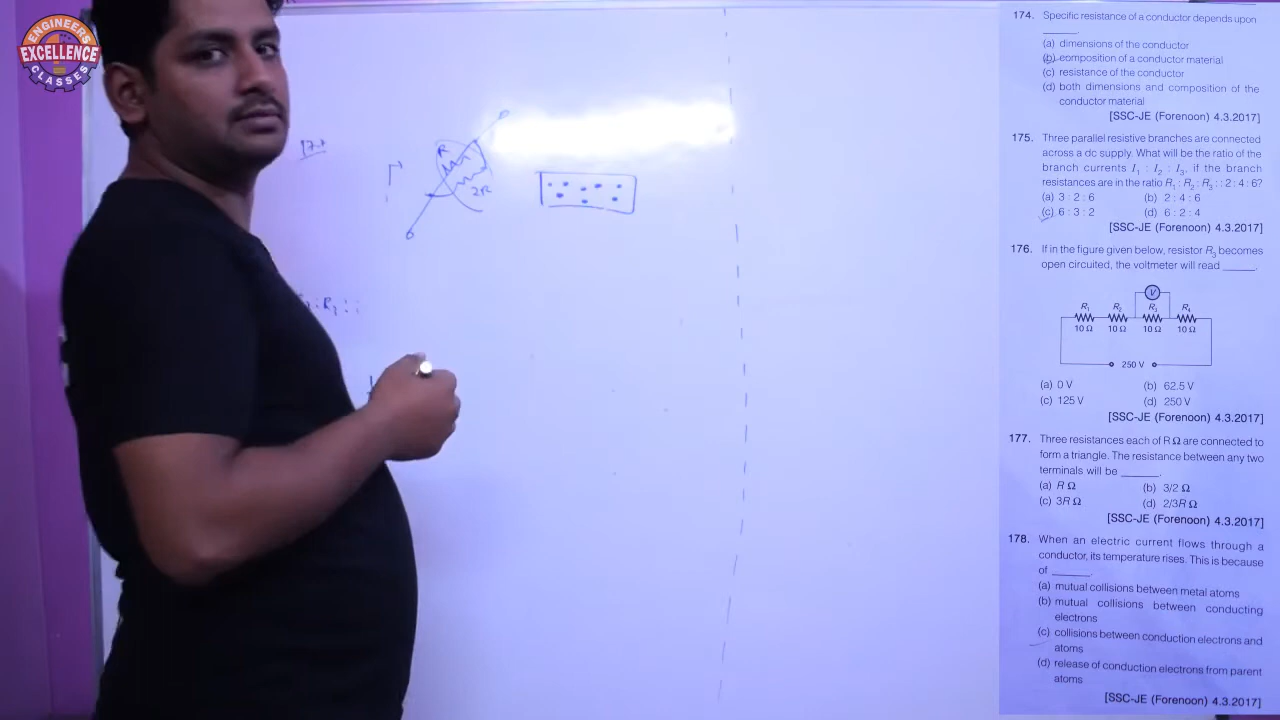 ENGINEERS
EXCELLENCE
CLASSES
R
2R
174. Specific resistance of a conductor depends upon
______.
(a) dimensions of the conductor
(b) composition of a conductor material
(c) resistance of the conductor
(d) both dimensions and composition of the
conductor material
[SSC-JE (Forenoon) 4.3.2017]
175. Three parallel resistive branches are connected
across a dc supply. What will be the ratio of the
branch currents I₁ : I₂ : I₃, if the branch
resistances are in the ratio R₁ : R₂ : R₃ : : 2 : 4 : 6?
(a) 3 : 2 : 6 (b) 2 : 4 : 6
(c) 6 : 3 : 2 (d) 6 : 2 : 4
[SSC-JE (Forenoon) 4.3.2017]
176. If in the figure given below, resistor R₃ becomes
open circuited, the voltmeter will read ______.
V
R₁ R₂ R₃ R₄
10 Ω 10 Ω 10 Ω 10 Ω
250 V
(a) 0 V (b) 62.5 V
(c) 125 V (d) 250 V
[SSC-JE (Forenoon) 4.3.2017]
177. Three resistances each of R Ω are connected to
form a triangle. The resistance between any two
terminals will be ______.
(a) R Ω (b) 3/2 Ω
(c) 3R Ω (d) 2/3R Ω
[SSC-JE (Forenoon) 4.3.2017]
178. When an electric current flows through a
conductor, its temperature rises. This is because
of ______.
(a) mutual collisions between metal atoms
(b) mutual collisions between conducting
electrons
(c) collisions between conduction electrons and
atoms
(d) release of conduction electrons from parent
atoms
[SSC-JE (Forenoon) 4.3.2017]